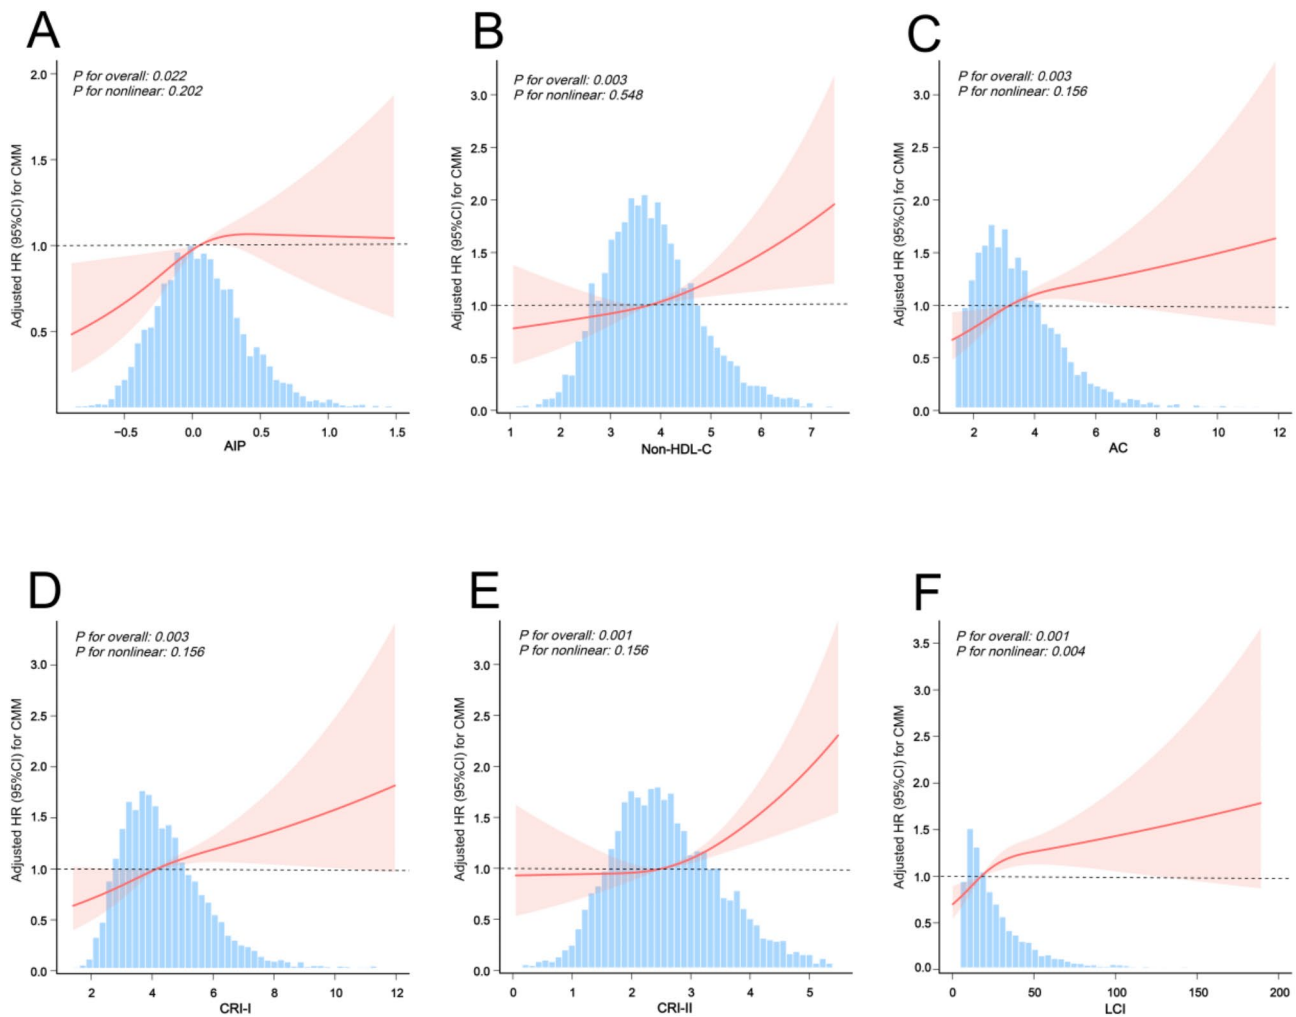 A
P for overall: 0.022
P for nonlinear: 0.202
Adjusted HR (95%CI) for CMM
2.0
1.5
1.0
0.5
−0.5 0.0 0.5 1.0 1.5
AIP
B
P for overall: 0.003
P for nonlinear: 0.548
Adjusted HR (95%CI) for CMM
3.0
2.5
2.0
1.5
1.0
0.5
0.0
1 2 3 4 5 6 7
Non-HDL-C
C
P for overall: 0.003
P for nonlinear: 0.156
Adjusted HR (95%CI) for CMM
3.0
2.5
2.0
1.5
1.0
0.5
0.0
2 4 6 8 10 12
AC
D
P for overall: 0.003
P for nonlinear: 0.156
Adjusted HR (95%CI) for CMM
3.0
2.5
2.0
1.5
1.0
0.5
0.0
2 4 6 8 10 12
CRI-I
E
P for overall: 0.001
P for nonlinear: 0.156
Adjusted HR (95%CI) for CMM
3.0
2.5
2.0
1.5
1.0
0.5
0.0
0 1 2 3 4 5
CRI-II
F
P for overall: 0.001
P for nonlinear: 0.004
Adjusted HR (95%CI) for CMM
3.5
3.0
2.5
2.0
1.5
1.0
0.5
0.0
0 50 100 150 200
LCI